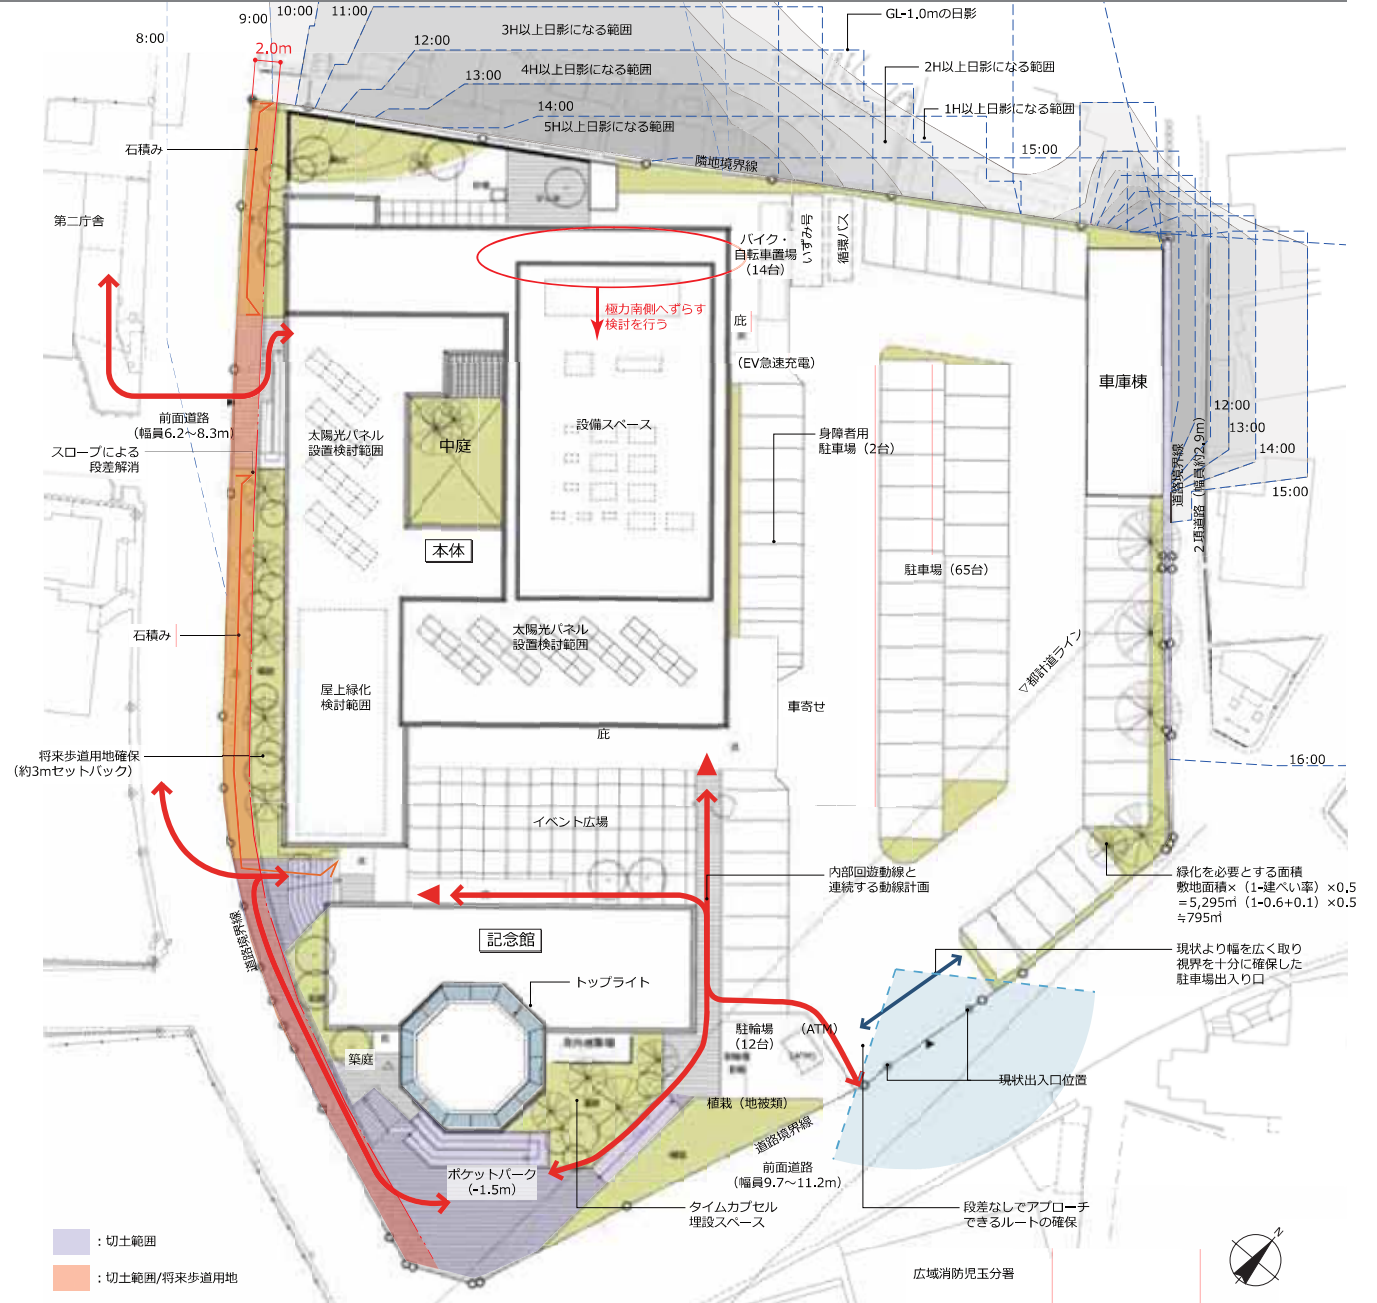 8:00
9:00
10:00
11:00
12:00
13:00
14:00
15:00
2.0m
3H以上日影になる範囲
4H以上日影になる範囲
5H以上日影になる範囲
GL-1.0mの日影
2H以上日影になる範囲
1H以上日影になる範囲
隣地境界線
石積み
第二庁舎
バイク・
自転車置場
（14台）
いずみ号
循環バス
極力南側へずらす
検討を行う
庇
（EV急速充電）
車庫棟
前面道路
（幅員6.2～8.3m）
スロープによる
段差解消
太陽光パネル
設置検討範囲
中庭
設備スペース
身障者用
駐車場（2台）
12:00
13:00
14:00
15:00
道路境界線
2項道路（幅員約2.9m）
本体
駐車場（65台）
石積み
太陽光パネル
設置検討範囲
屋上緑化
検討範囲
▽都計道ライン
車寄せ
庇
将来歩道用地確保
（約3mセットバック）
16:00
イベント広場
内部回遊動線と
連続する動線計画
緑化を必要とする面積
敷地面積×（1-建ぺい率）×0.5
＝5,295㎡（1-0.6+0.1）×0.5
≒795㎡
道路境界線
記念館
現状より幅を広く取り
視界を十分に確保した
駐車場出入り口
トップライト
駐輪場
（12台）
（ATM）
築庭
現状出入口位置
植栽（地被類）
道路境界線
ポケットパーク
（-1.5m）
前面道路
（幅員9.7～11.2m）
タイムカプセル
埋設スペース
段差なしでアプローチ
できるルートの確保
：切土範囲
：切土範囲/将来歩道用地
広域消防児玉分署
N